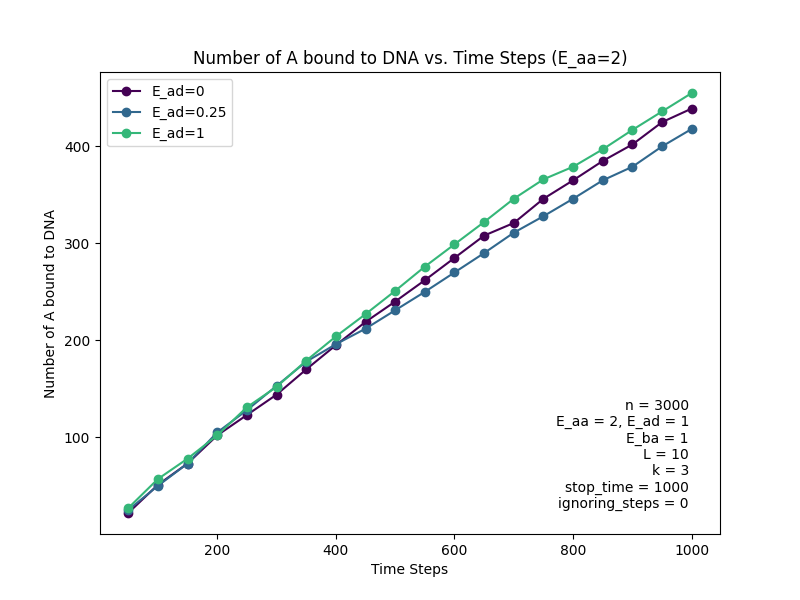 Number of A bound to DNA vs. Time Steps (E_aa=2)
E_ad=0
E_ad=0.25
E_ad=1
Number of A bound to DNA
400
300
200
100
n = 3000
E_aa = 2, E_ad = 1
E_ba = 1
L = 10
k = 3
stop_time = 1000
ignoring_steps = 0
200
400
600
800
1000
Time Steps